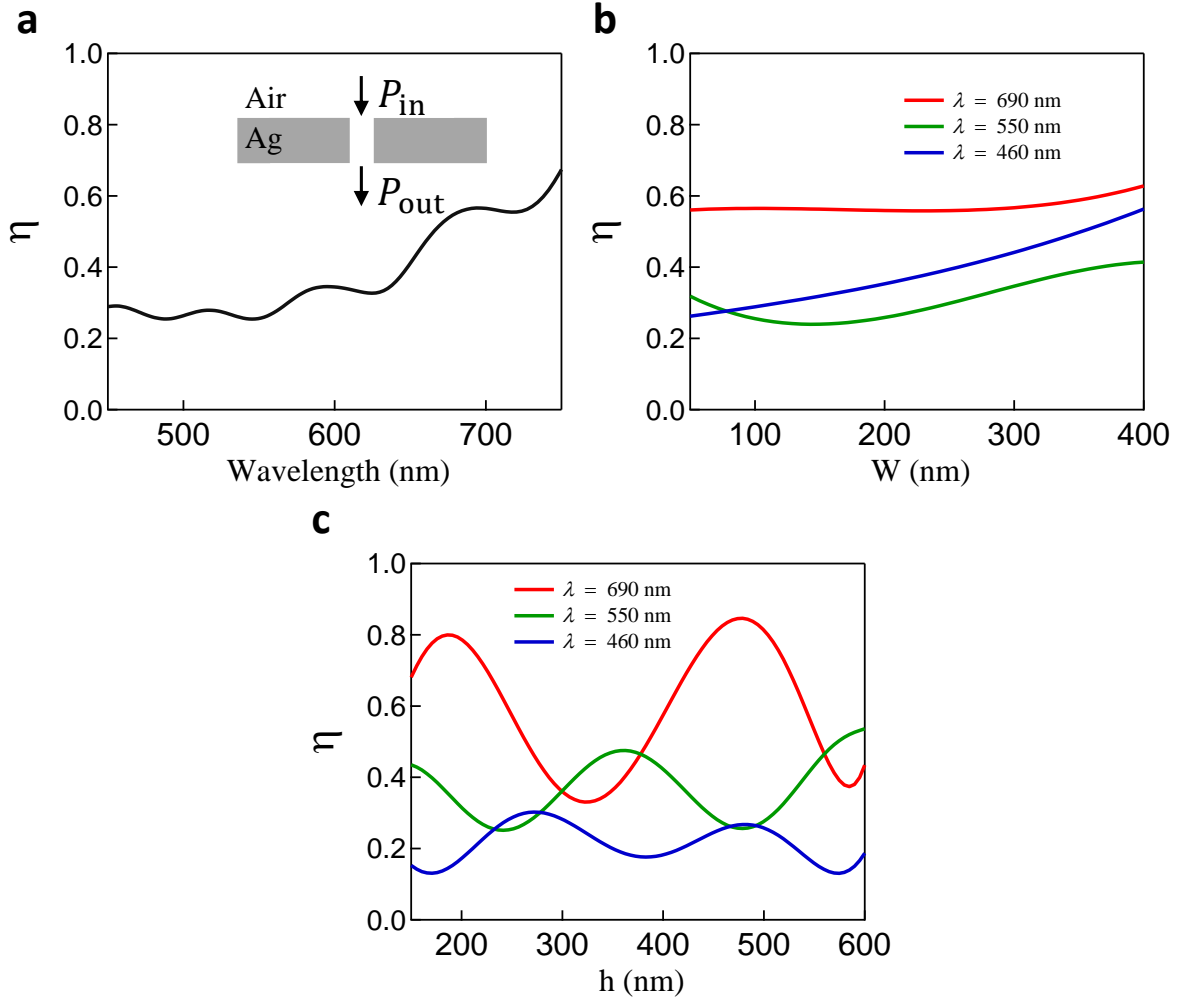 a
1.0
0.8
0.6
0.4
0.2
0.0
η
Air
Ag
P_in
P_out
500 600 700
Wavelength (nm)
b
1.0
0.8
0.6
0.4
0.2
0.0
η
λ = 690 nm
λ = 550 nm
λ = 460 nm
100 200 300 400
W (nm)
c
1.0
0.8
0.6
0.4
0.2
0.0
η
λ = 690 nm
λ = 550 nm
λ = 460 nm
200 300 400 500 600
h (nm)